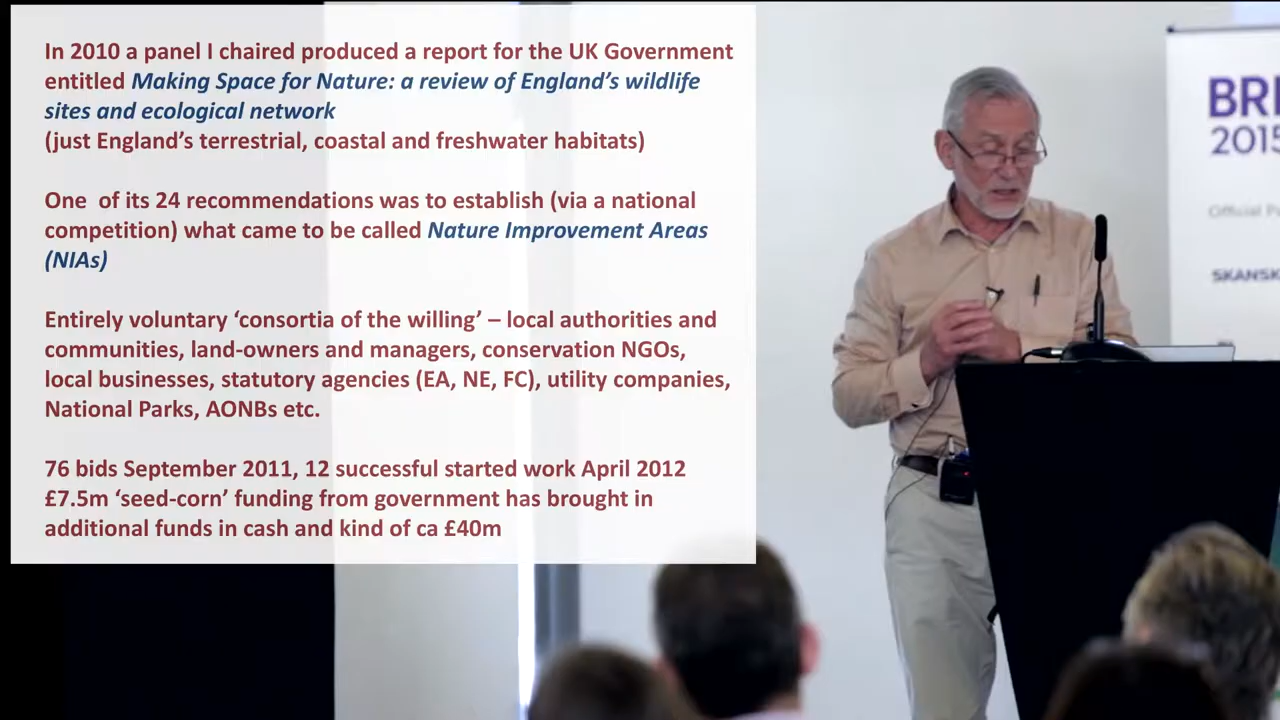 In 2010 a panel I chaired produced a report for the UK Government
entitled Making Space for Nature: a review of England's wildlife
sites and ecological network
(just England's terrestrial, coastal and freshwater habitats)
One  of its 24 recommendations was to establish (via a national
competition) what came to be called Nature Improvement Areas
(NIAs)
Entirely voluntary ‘consortia of the willing’ – local authorities and
communities, land-owners and managers, conservation NGOs,
local businesses, statutory agencies (EA, NE, FC), utility companies,
National Parks, AONBs etc.
76 bids September 2011, 12 successful started work April 2012
£7.5m ‘seed-corn’ funding from government has brought in
additional funds in cash and kind of ca £40m
2015
Official